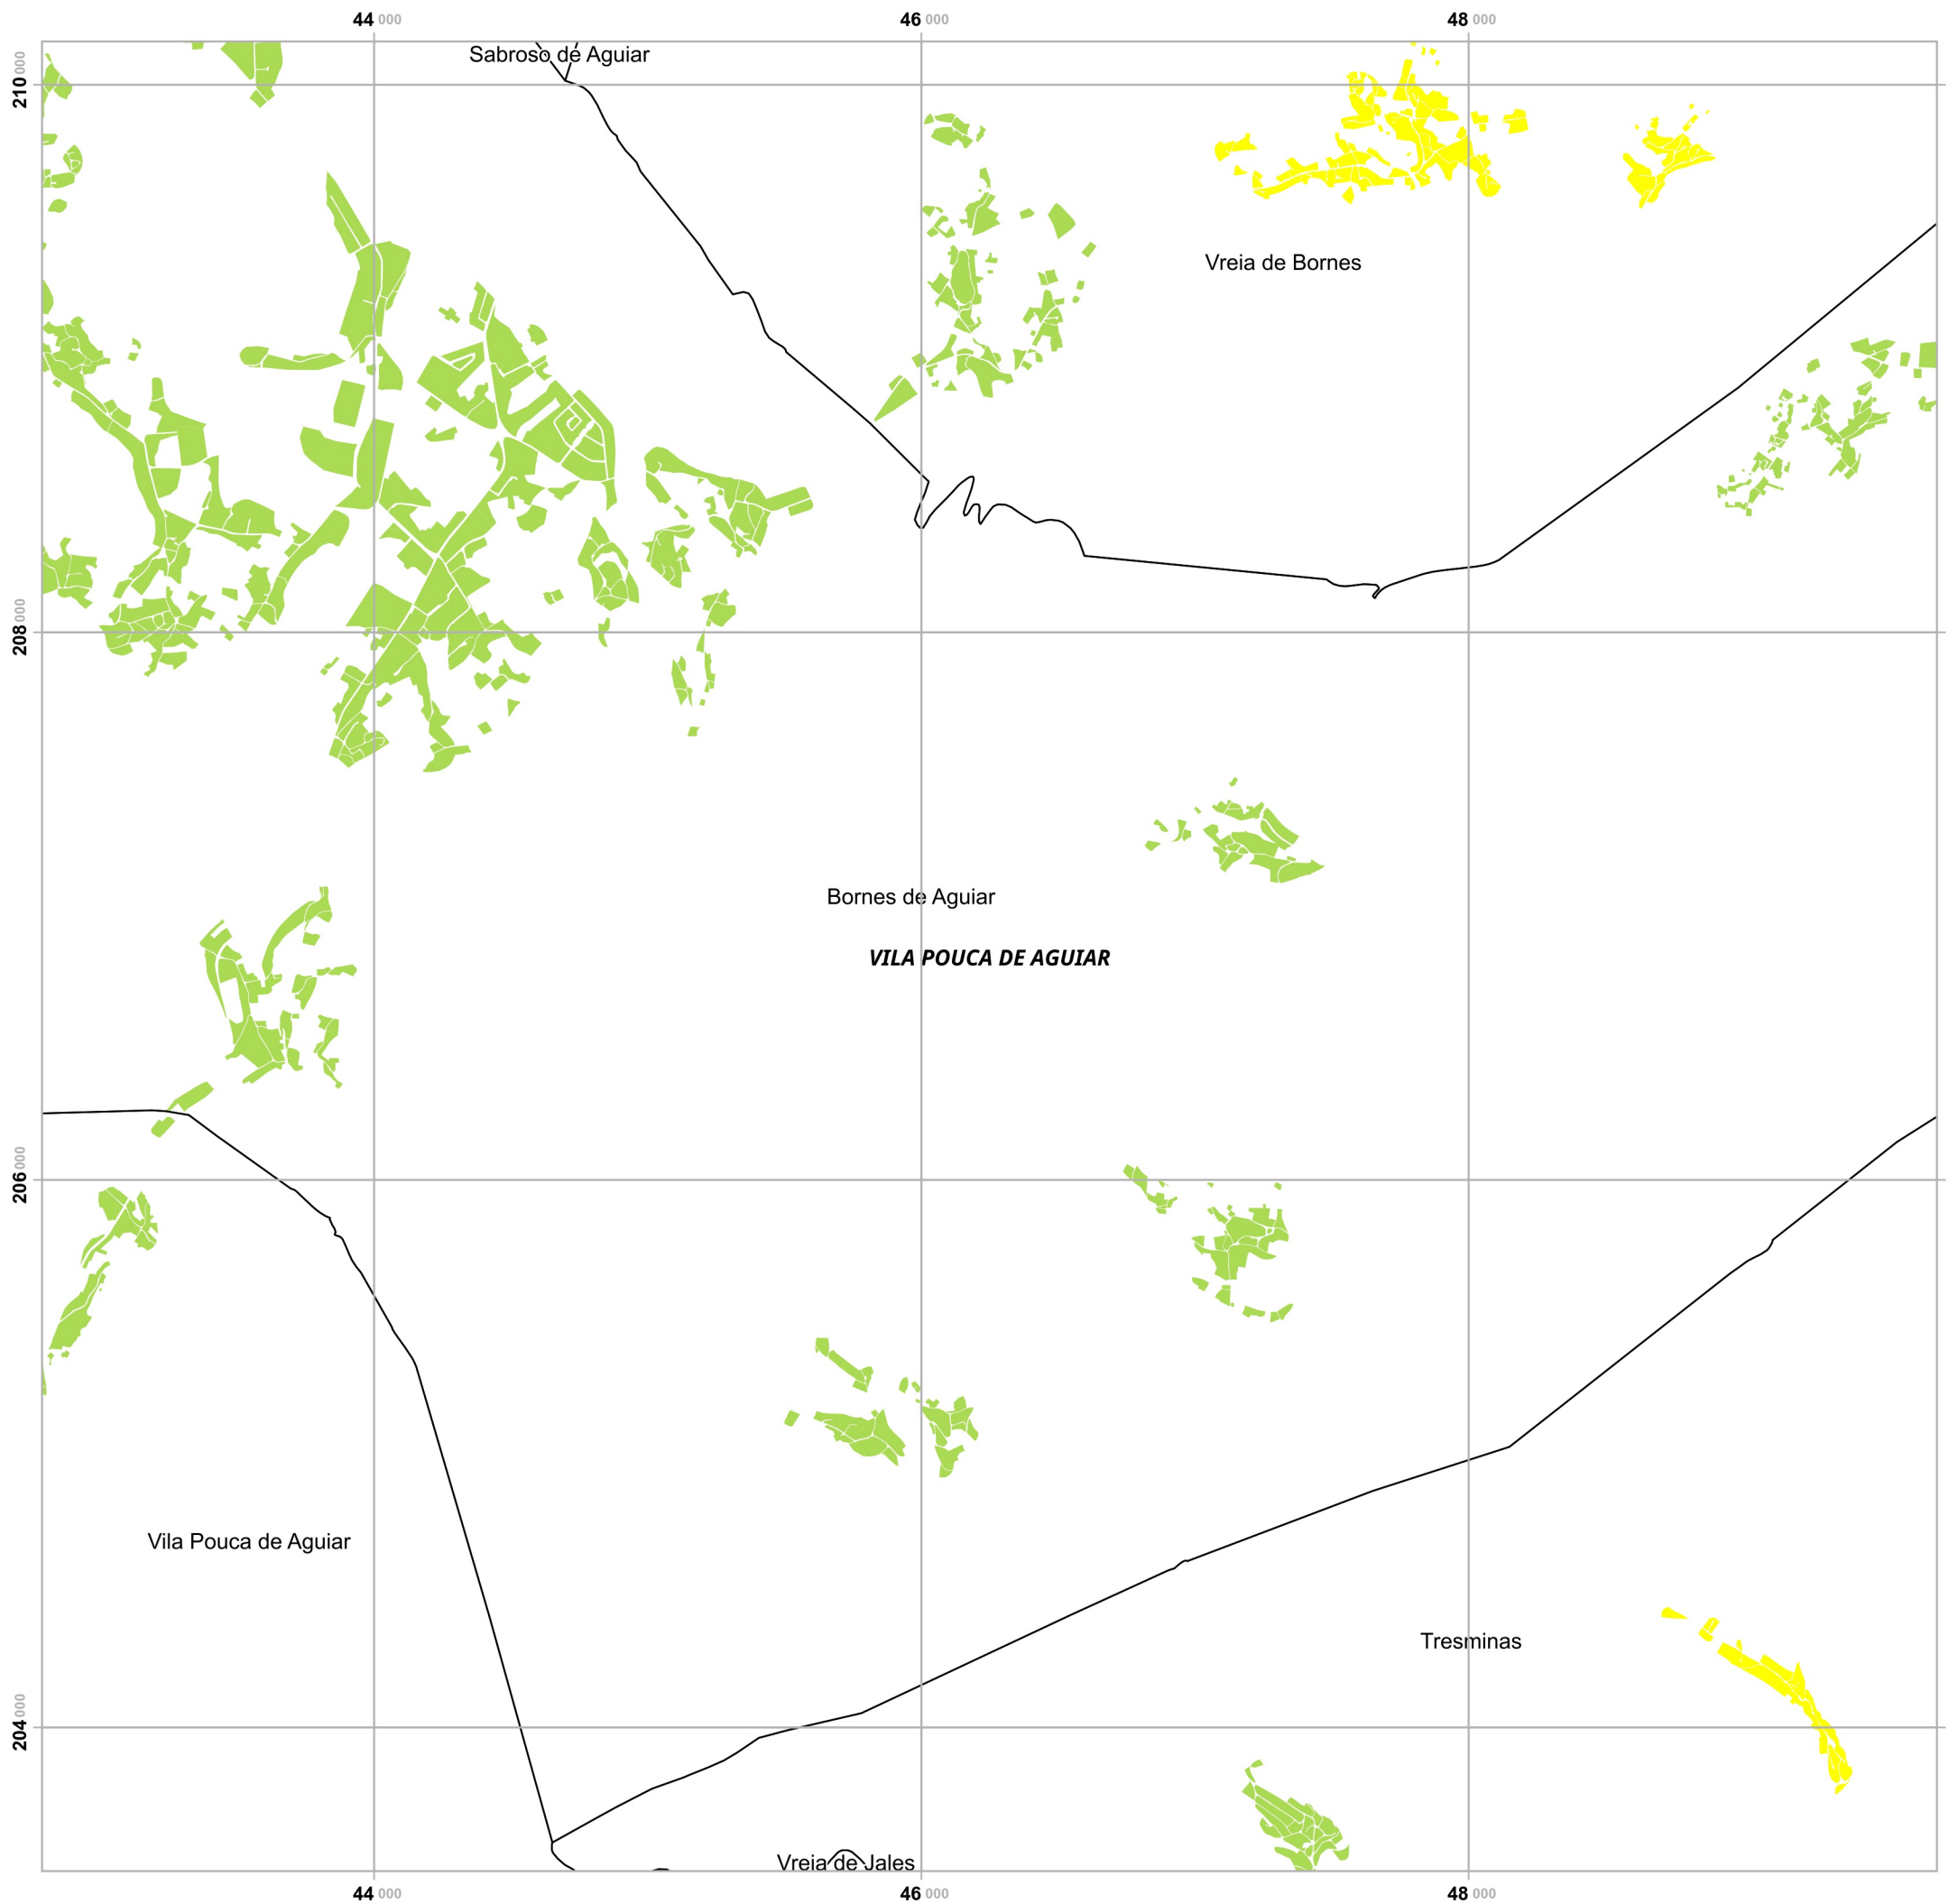 44 000 46 000 48 000
Sabroso de Aguiar
210 000
Vreia de Bornes
208 000
Bornes de Aguiar
VILA POUCA DE AGUIAR
206 000
Vila Pouca de Aguiar
Tresminas
204 000
Vreia de Jales
44 000 46 000 48 000